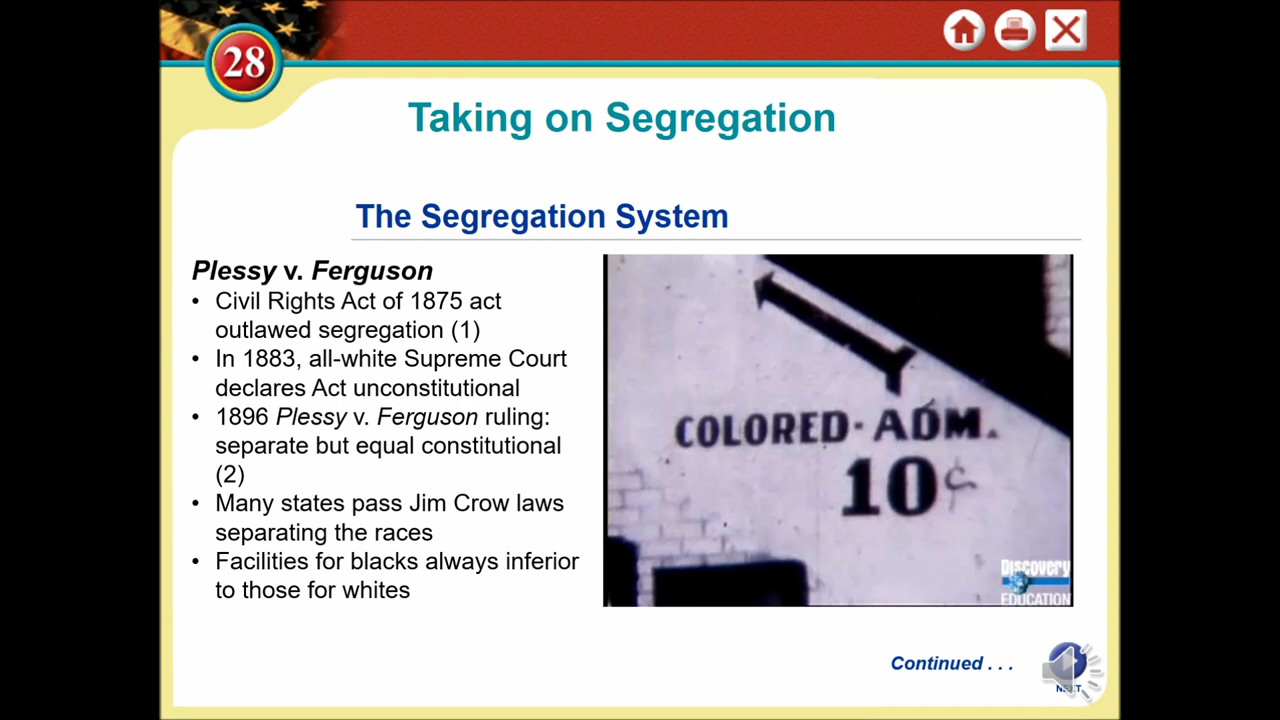 28
Taking on Segregation
The Segregation System
Plessy v. Ferguson
• Civil Rights Act of 1875 act
outlawed segregation (1)
• In 1883, all-white Supreme Court
declares Act unconstitutional
• 1896 Plessy v. Ferguson ruling:
separate but equal constitutional
(2)
• Many states pass Jim Crow laws
separating the races
• Facilities for blacks always inferior
to those for whites
COLORED-ADM.
10¢
Discovery
EDUCATION
Continued . . .
NEXT